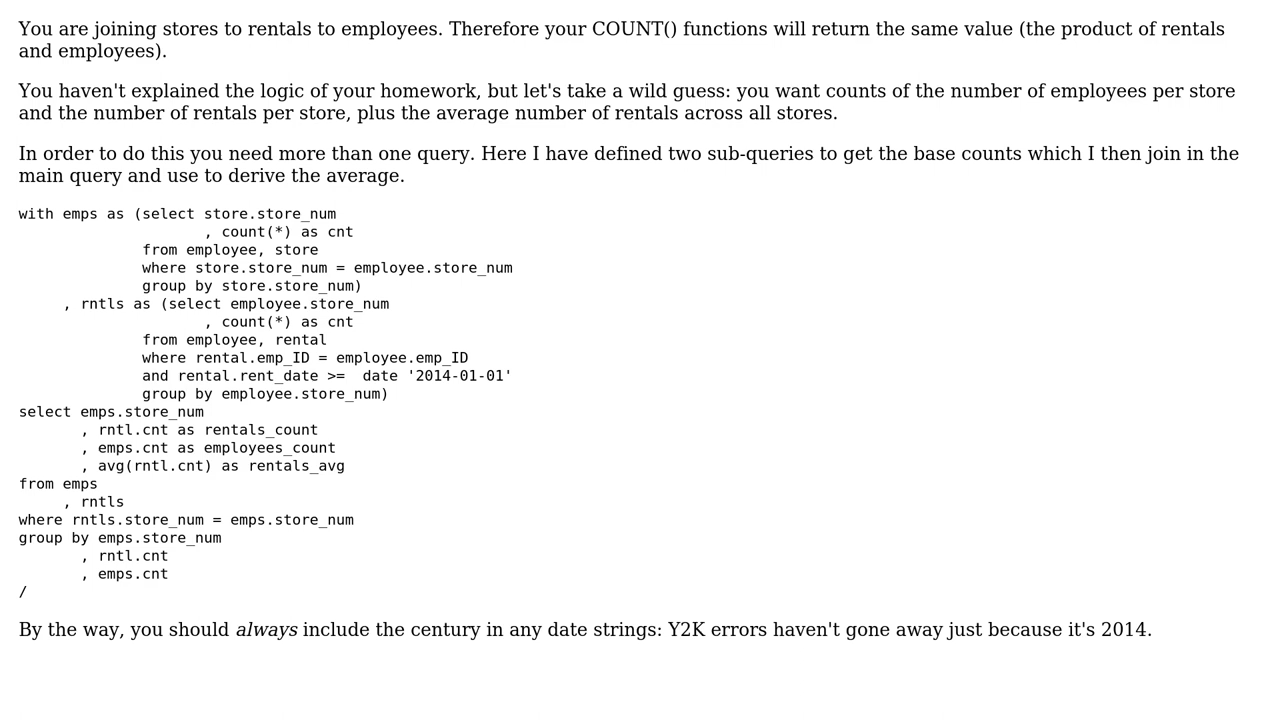 You are joining stores to rentals to employees. Therefore your COUNT() functions will return the same value (the product of rentals
and employees).
You haven't explained the logic of your homework, but let's take a wild guess: you want counts of the number of employees per store
and the number of rentals per store, plus the average number of rentals across all stores.
In order to do this you need more than one query. Here I have defined two sub-queries to get the base counts which I then join in the
main query and use to derive the average.
with emps as (select store.store_num
                     , count(*) as cnt
              from employee, store
              where store.store_num = employee.store_num
              group by store.store_num)
     , rntls as (select employee.store_num
                     , count(*) as cnt
              from employee, rental
              where rental.emp_ID = employee.emp_ID
              and rental.rent_date >=  date '2014-01-01'
              group by employee.store_num)
select emps.store_num
       , rntl.cnt as rentals_count
       , emps.cnt as employees_count
       , avg(rntl.cnt) as rentals_avg
from emps
     , rntls
where rntls.store_num = emps.store_num
group by emps.store_num
       , rntl.cnt
       , emps.cnt
/
By the way, you should always include the century in any date strings: Y2K errors haven't gone away just because it's 2014.